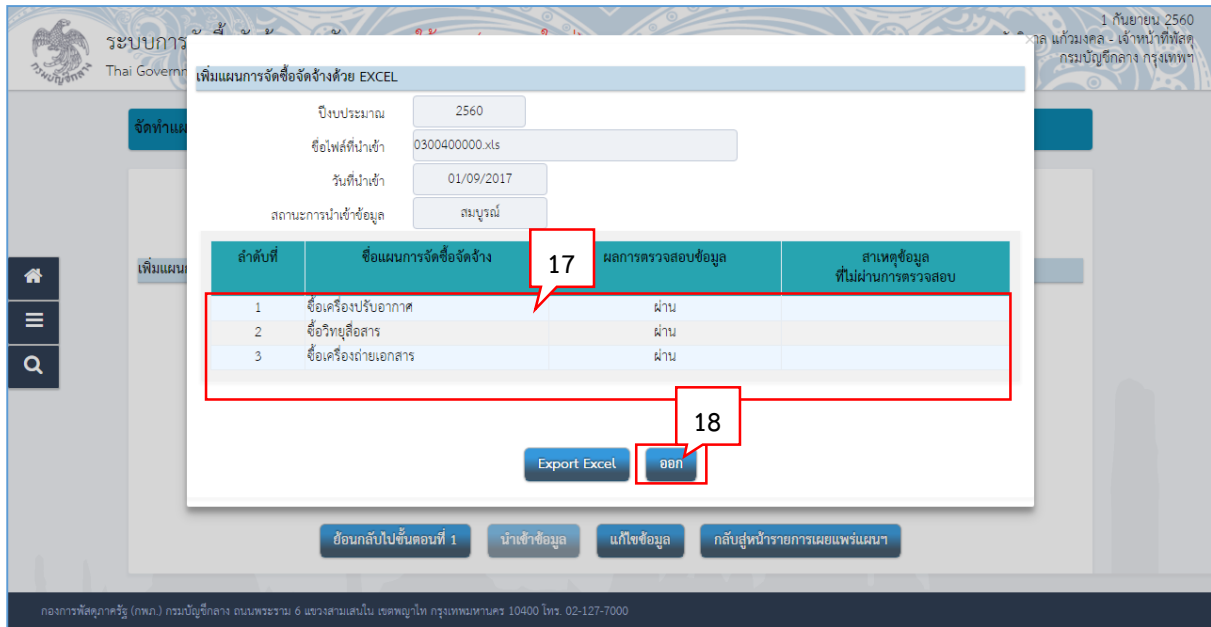 1 กันยายน 2560
ระบบการ
แก้วมงคล - เจ้าหน้าที่พัสดุ
Thai Governm
กรมบัญชีกลาง กรุงเทพฯ
เพิ่มแผนการจัดซื้อจัดจ้างด้วย EXCEL
ปีงบประมาณ 2560
จัดทำแผ
ชื่อไฟล์ที่นำเข้า 0300400000.xls
วันที่นำเข้า 01/09/2017
สถานะการนำเข้าข้อมูล สมบูรณ์
ลำดับที่ ชื่อแผนการจัดซื้อจัดจ้าง 17 ผลการตรวจสอบข้อมูล สาเหตุข้อมูล
ที่ไม่ผ่านการตรวจสอบ
เพิ่มแผนก
1 ซื้อเครื่องปรับอากาศ ผ่าน
2 ซื้อวิทยุสื่อสาร ผ่าน
3 ซื้อเครื่องถ่ายเอกสาร ผ่าน
18
Export Excel ออก
ย้อนกลับไปขั้นตอนที่ 1 นำเข้าข้อมูล แก้ไขข้อมูล กลับสู่หน้ารายการเผยแพร่แผนฯ
กองการพัสดุภาครัฐ (กพภ.) กรมบัญชีกลาง ถนนพระราม 6 แขวงสามเสนใน เขตพญาไท กรุงเทพมหานคร 10400 โทร. 02-127-7000